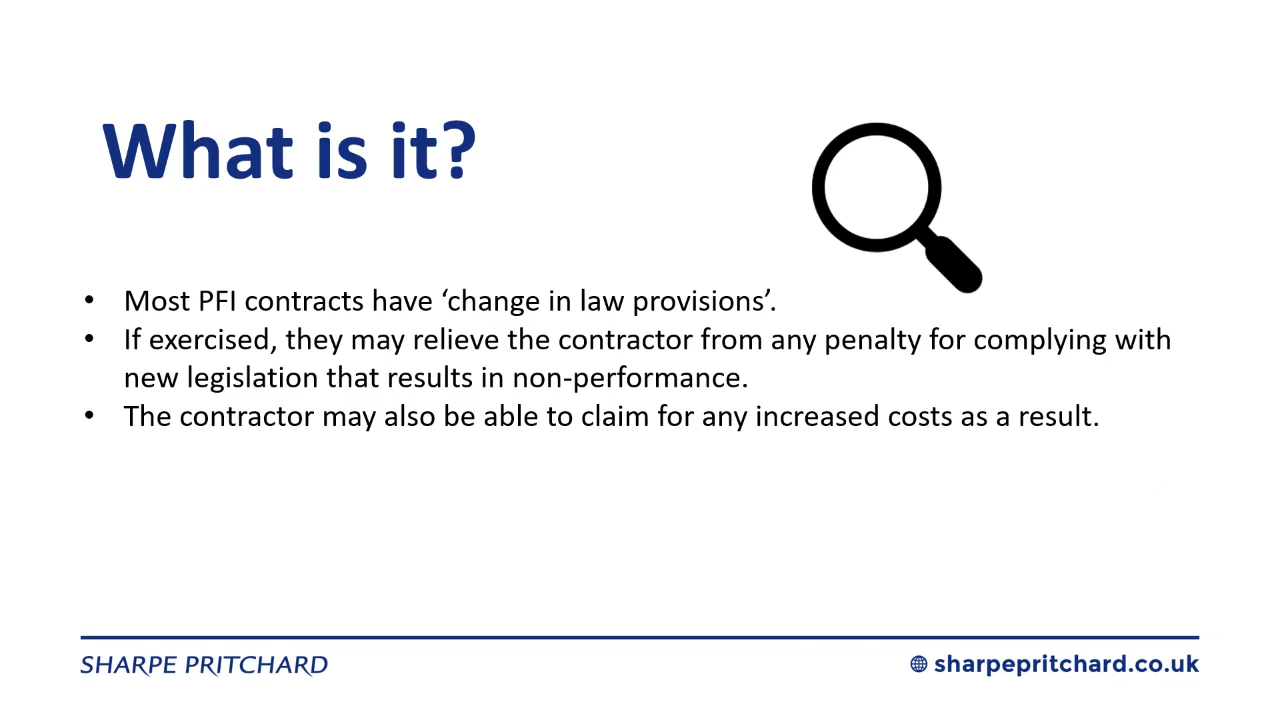 What is it?
• Most PFI contracts have ‘change in law provisions’.
• If exercised, they may relieve the contractor from any penalty for complying with
new legislation that results in non-performance.
• The contractor may also be able to claim for any increased costs as a result.
SHARPE PRITCHARD
sharpepritchard.co.uk